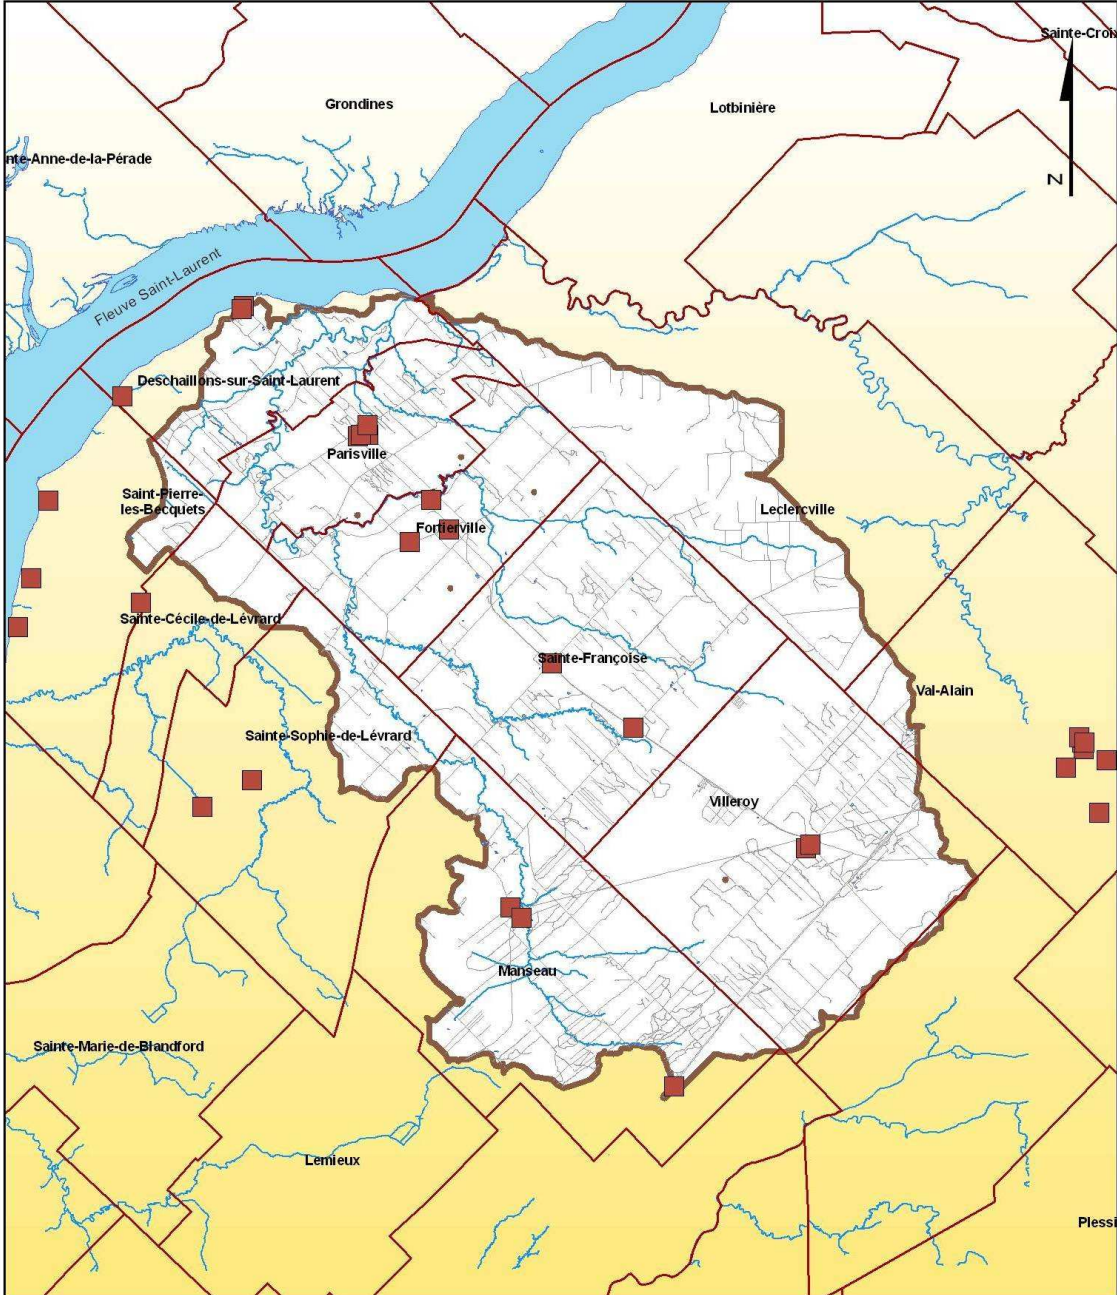 Sainte-Croi
Grondines
Lotbinière
nte-Anne-de-la-Pérade
Z
Fleuve Saint-Laurent
Deschaillons-sur-Saint-Laurent
Parisville
Saint-Pierre-
les-Becquets
Leclercville
Fortierville
Sainte-Cécile-de-Lévrard
Sainte-Françoise
Val-Alain
Sainte-Sophie-de-Lévrard
Villeroy
Manseau
Sainte-Marie-de-Blandford
Lemieux
Plessi